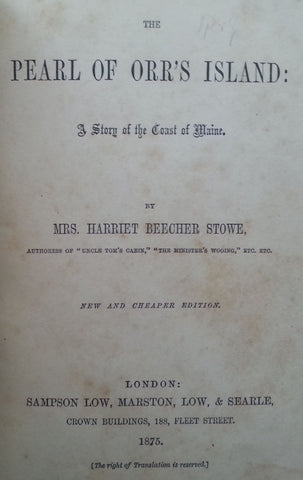 THE
PEARL OF ORR'S ISLAND:
A Story of the Coast of Maine.
BY
MRS. HARRIET BEECHER STOWE,
AUTHORESS OF "UNCLE TOM'S CABIN," "THE MINISTER'S WOOING," ETC. ETC.
NEW AND CHEAPER EDITION.
LONDON:
SAMPSON LOW, MARSTON, LOW, & SEARLE,
CROWN BUILDINGS, 188, FLEET STREET.
1875.
[The right of Translation is reserved.]